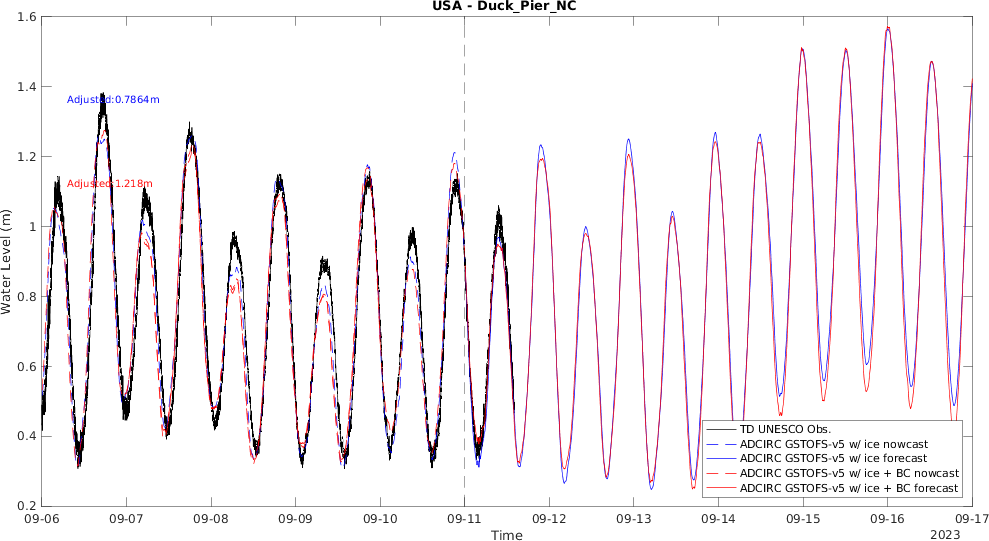 USA - Duck_Pier_NC
1.6
1.4
1.2
1
0.8
0.6
0.4
0.2
Water Level (m)
Adjusted:0.7864m
Adjusted:1.218m
TD UNESCO Obs.
ADCIRC GSTOFS-v5 w/ ice nowcast
ADCIRC GSTOFS-v5 w/ ice forecast
ADCIRC GSTOFS-v5 w/ ice + BC nowcast
ADCIRC GSTOFS-v5 w/ ice + BC forecast
09-06 09-07 09-08 09-09 09-10 09-11 09-12 09-13 09-14 09-15 09-16 09-17
Time
2023